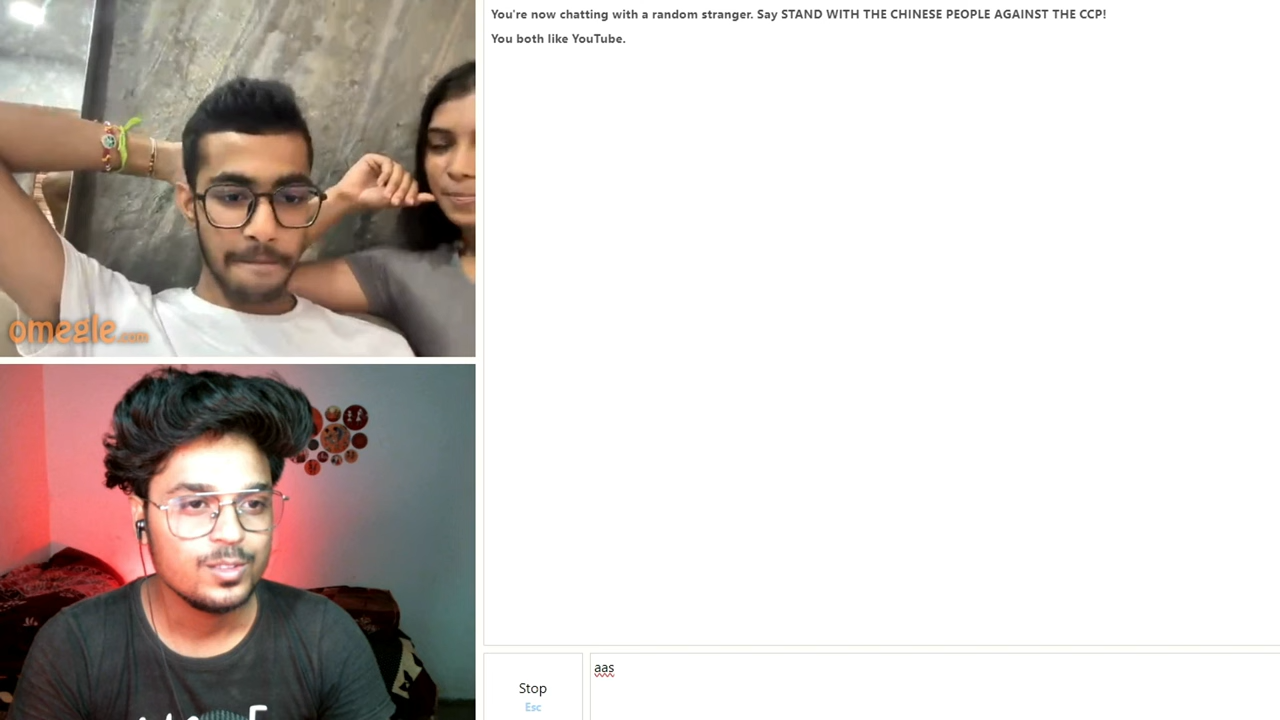 You're now chatting with a random stranger. Say STAND WITH THE CHINESE PEOPLE AGAINST THE CCP!
You both like YouTube.
omegle.com
Stop
Esc
aas